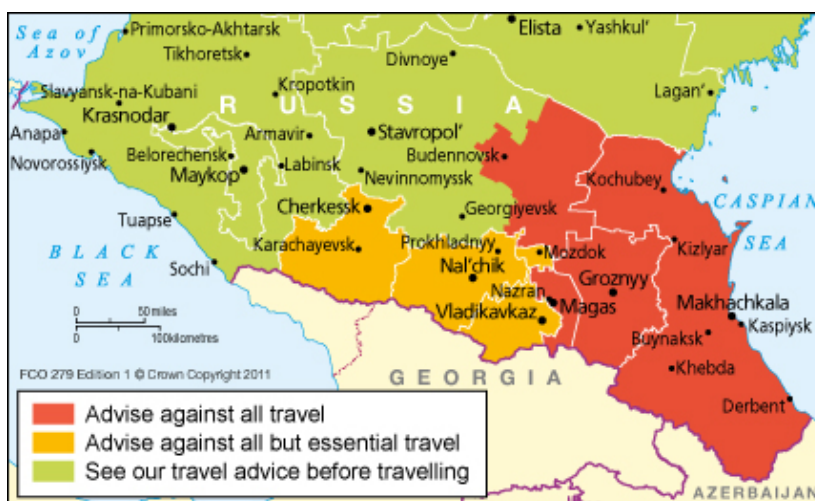 Sea of
Azov
Primorsko-Akhtarsk
Tikhoretsk
Elista
Yashkul'
Divnoye
Slavyansk-na-Kubani
Kropotkin
Lagan'
RUSSIA
Krasnodar
Anapa
Armavir
Stavropol'
Novorossiysk
Belorechensk
Labinsk
Budennovsk
Maykop
Nevinnomyssk
Kochubey
Cherkessk
Georgiyevsk
CASPIAN
SEA
Tuapse
Karachayevsk
Prokhladnyy
Mozdok
Kizlyar
BLACK
SEA
Sochi
Nal'chik
Groznyy
Nazran
Magas
Makhachkala
Vladikavkaz
Kaspiysk
Buynaksk
0 50 miles
0 100 kilometres
Khebda
FCO 279 Edition 1 © Crown Copyright 2011
GEORGIA
Derbent
Advise against all travel
Advise against all but essential travel
See our travel advice before travelling
AZERBAIJAN